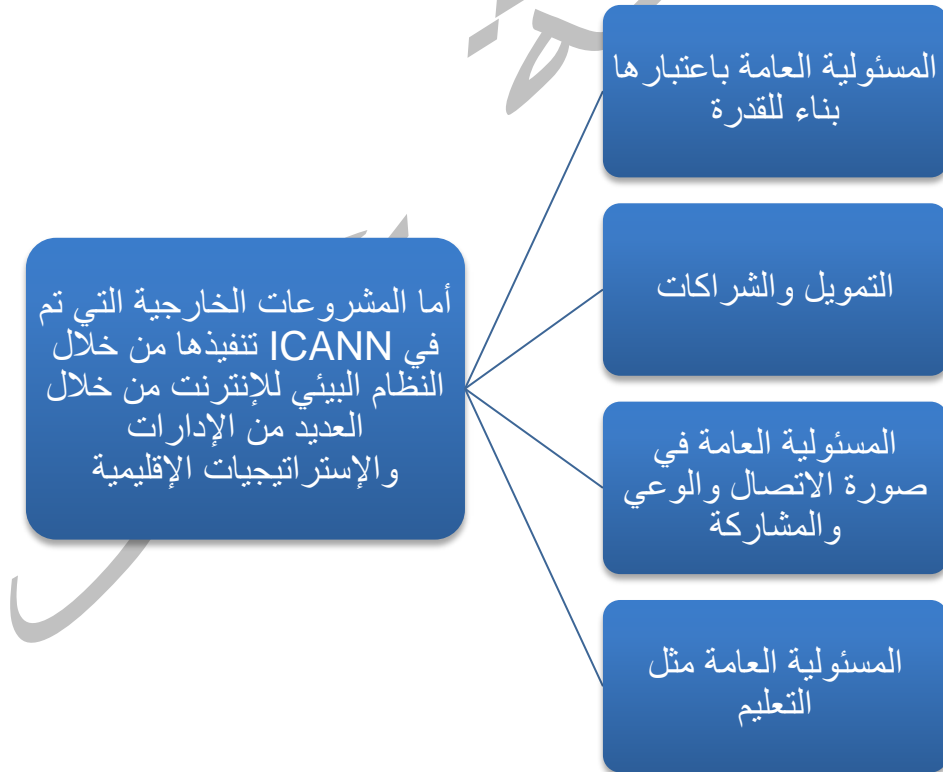 المسئولية العامة باعتبارها
بناء للقدرة
التمويل والشراكات
أما المشروعات الخارجية التي تم
في ICANN تنفيذها من خلال
النظام البيئي للإنترنت من خلال
العديد من الإدارات
والإستراتيجيات الإقليمية
المسئولية العامة في
صورة الاتصال والوعي
والمشاركة
المسئولية العامة مثل
التعليم